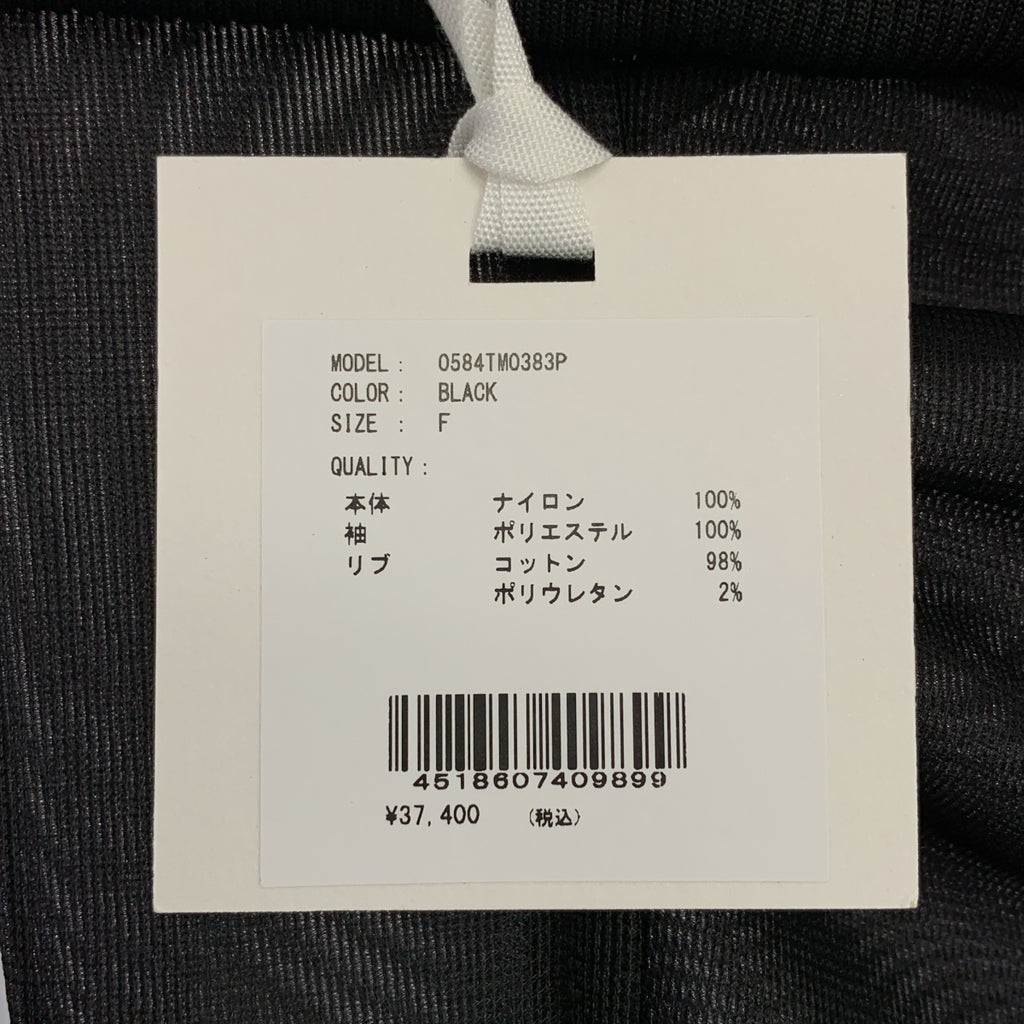 MODEL : 0584TM0383P
COLOR : BLACK
SIZE : F
QUALITY :
本体 ナイロン 100%
袖 ポリエステル 100%
リブ コットン 98%
ポリウレタン 2%
4518607409899
¥37,400 (税込)